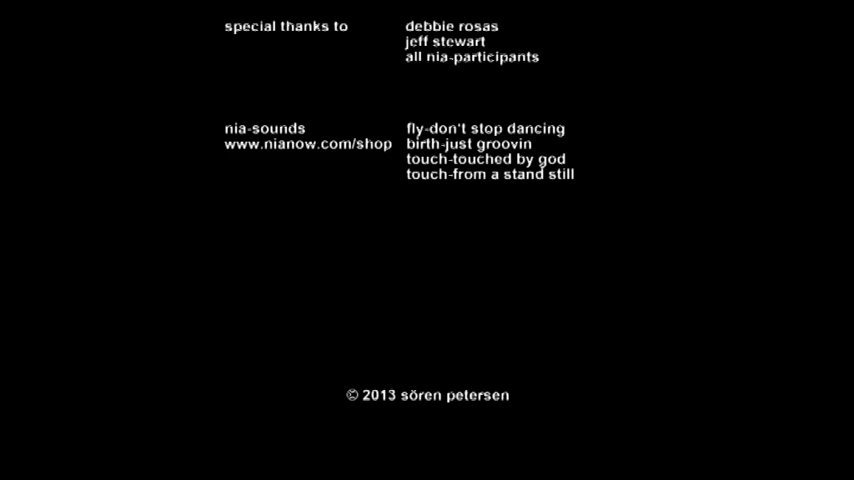 special thanks to debbie rosas
jeff stewart
all nia-participants
nia-sounds fly-don't stop dancing
www.nianow.com/shop birth-just groovin
touch-touched by god
touch-from a stand still
© 2013 sören petersen